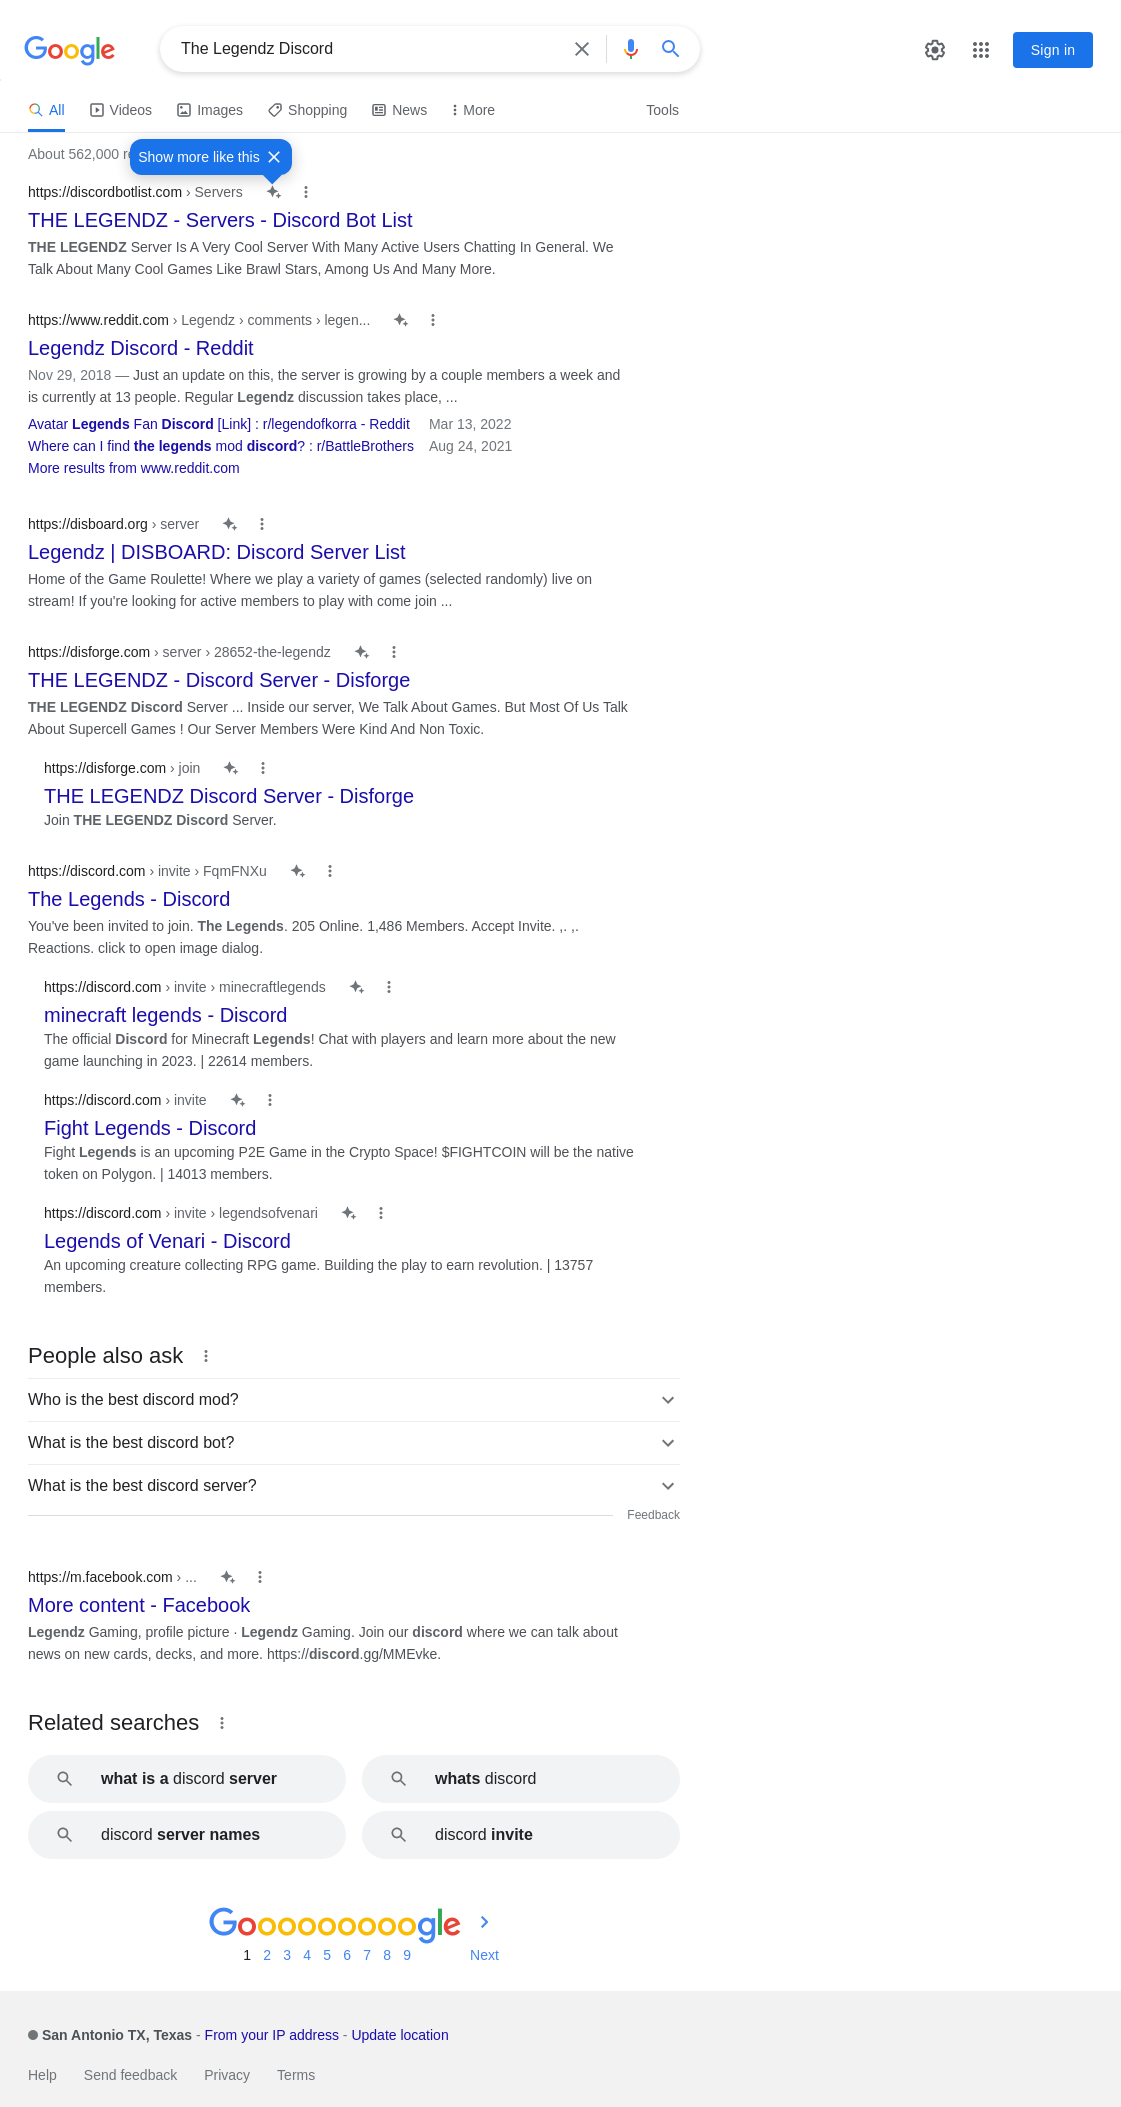 Google
The Legendz Discord
Sign in
All
Videos
Images
Shopping
News
More
Tools
About 562,000
Show more like this
https://discordbotlist.com › Servers
THE LEGENDZ - Servers - Discord Bot List
THE LEGENDZ Server Is A Very Cool Server With Many Active Users Chatting In General. We
Talk About Many Cool Games Like Brawl Stars, Among Us And Many More.
https://www.reddit.com › Legendz › comments › legen...
Legendz Discord - Reddit
Nov 29, 2018 — Just an update on this, the server is growing by a couple members a week and
is currently at 13 people. Regular Legendz discussion takes place, ...
Avatar Legends Fan Discord [Link] : r/legendofkorra - Reddit Mar 13, 2022
Where can I find the legends mod discord? : r/BattleBrothers Aug 24, 2021
More results from www.reddit.com
https://disboard.org › server
Legendz | DISBOARD: Discord Server List
Home of the Game Roulette! Where we play a variety of games (selected randomly) live on
stream! If you're looking for active members to play with come join ...
https://disforge.com › server › 28652-the-legendz
THE LEGENDZ - Discord Server - Disforge
THE LEGENDZ Discord Server ... Inside our server, We Talk About Games. But Most Of Us Talk
About Supercell Games ! Our Server Members Were Kind And Non Toxic.
https://disforge.com › join
THE LEGENDZ Discord Server - Disforge
Join THE LEGENDZ Discord Server.
https://discord.com › invite › FqmFNXu
The Legends - Discord
You've been invited to join. The Legends. 205 Online. 1,486 Members. Accept Invite. ,. ,.
Reactions. click to open image dialog.
https://discord.com › invite › minecraftlegends
minecraft legends - Discord
The official Discord for Minecraft Legends! Chat with players and learn more about the new
game launching in 2023. | 22614 members.
https://discord.com › invite
Fight Legends - Discord
Fight Legends is an upcoming P2E Game in the Crypto Space! $FIGHTCOIN will be the native
token on Polygon. | 14013 members.
https://discord.com › invite › legendsofvenari
Legends of Venari - Discord
An upcoming creature collecting RPG game. Building the play to earn revolution. | 13757
members.
People also ask
Who is the best discord mod?
What is the best discord bot?
What is the best discord server?
Feedback
https://m.facebook.com › ...
More content - Facebook
Legendz Gaming, profile picture · Legendz Gaming. Join our discord where we can talk about
news on new cards, decks, and more. https://discord.gg/MMEvke.
Related searches
what is a discord server
whats discord
discord server names
discord invite
Goooooooooogle
1 2 3 4 5 6 7 8 9 Next
San Antonio TX, Texas - From your IP address - Update location
Help Send feedback Privacy Terms